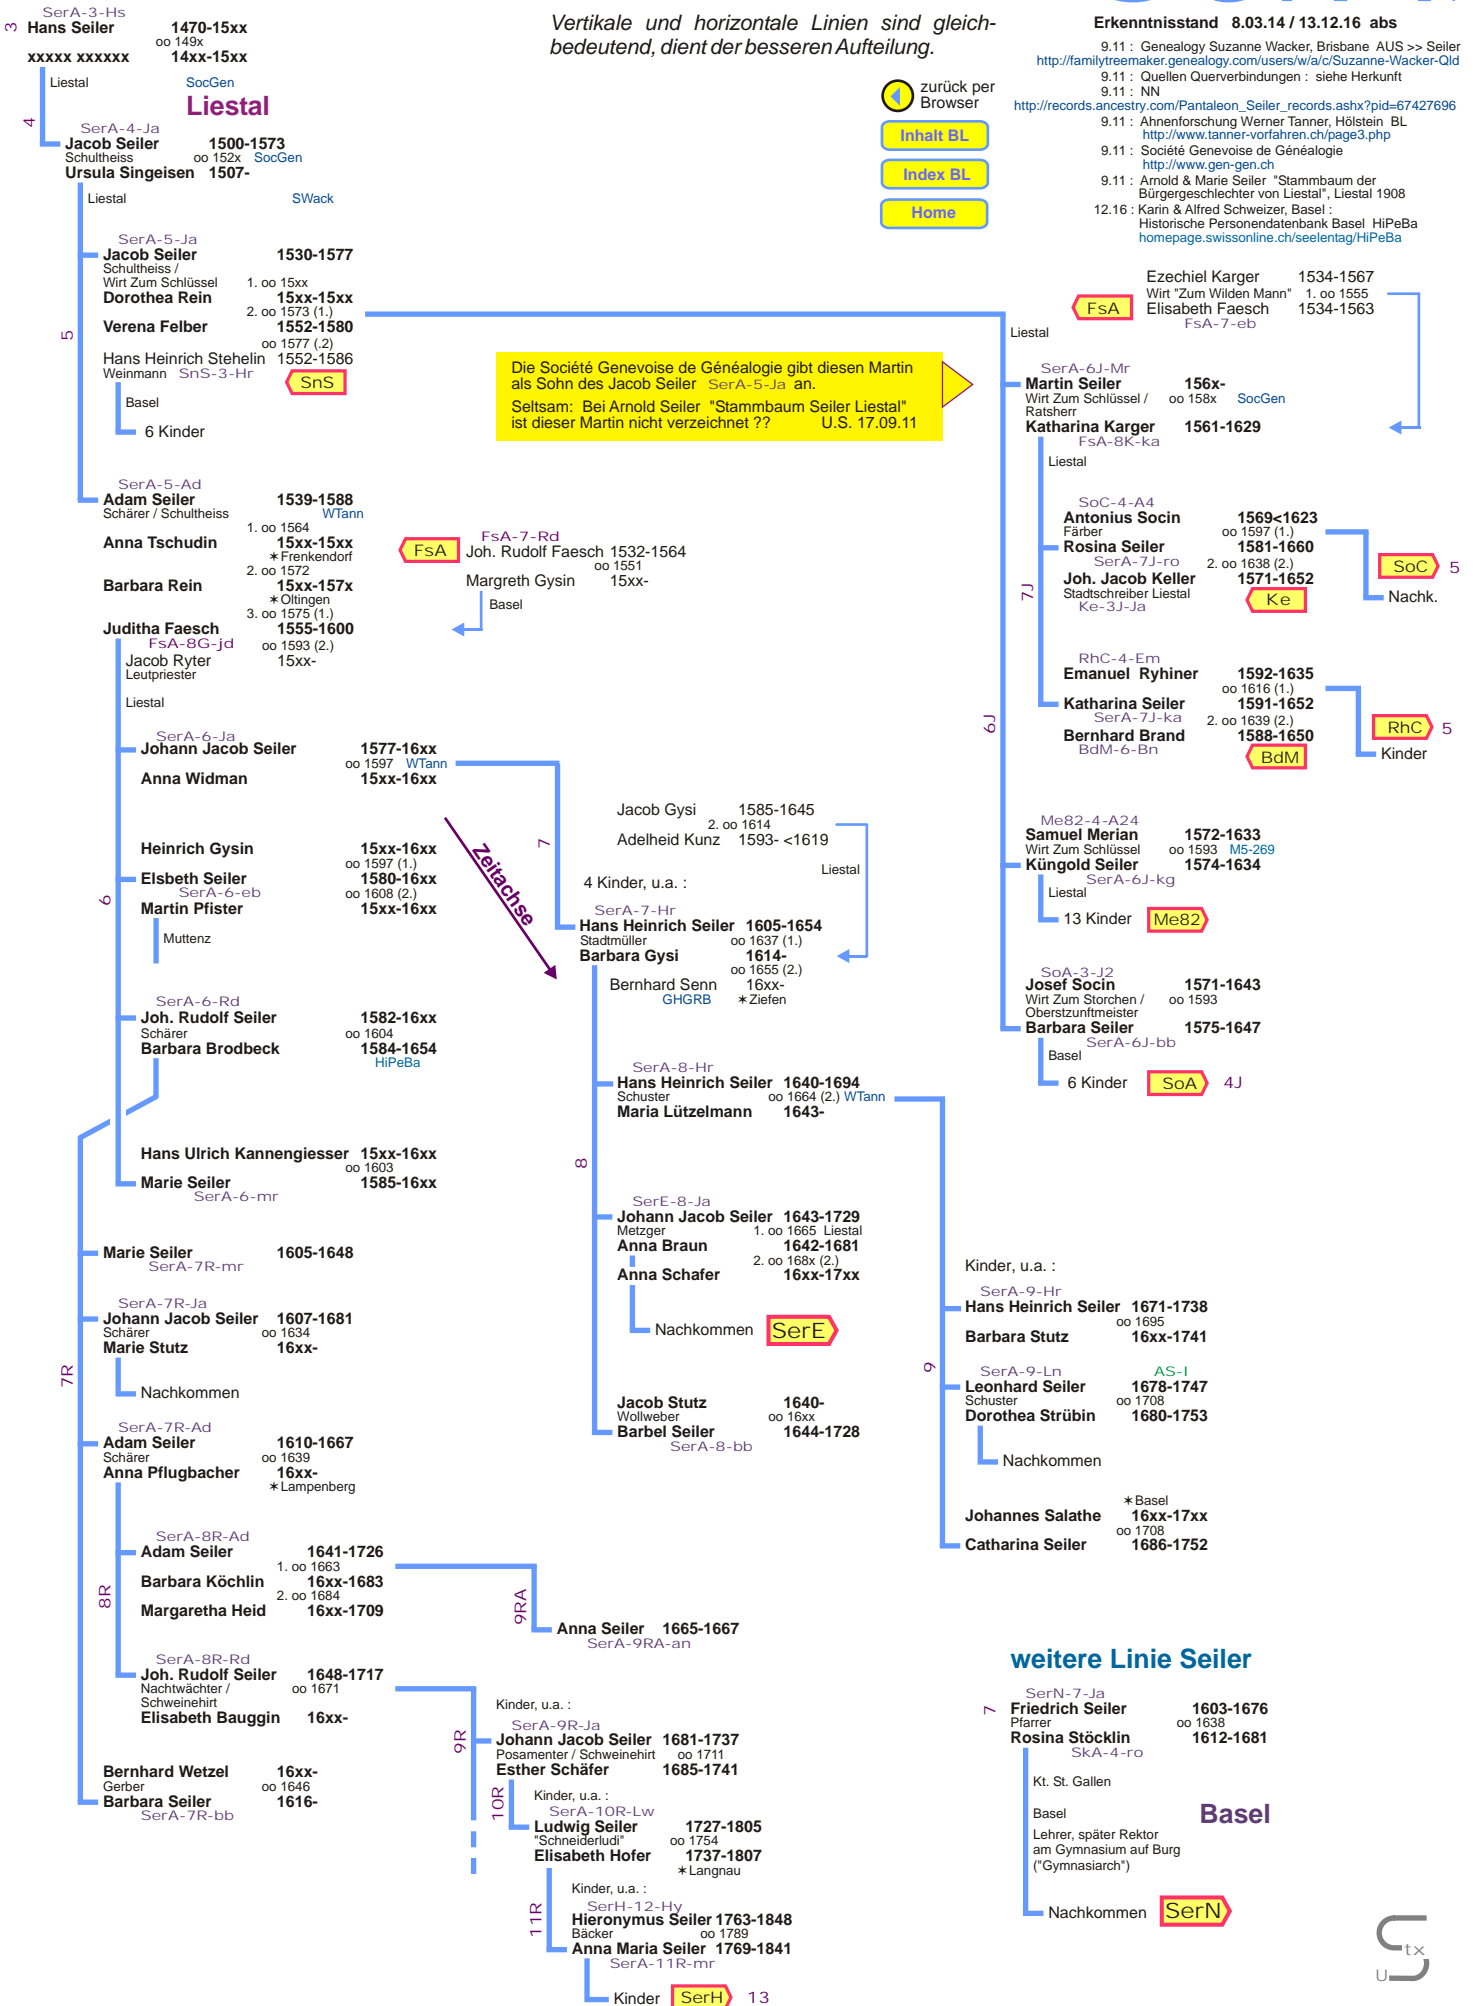 SerA-3-Hs
3
Hans Seiler 1470-15xx
oo 149x
xxxxx xxxxxx 14xx-15xx
Liestal SocGen
Liestal
4
SerA-4-Ja
Jacob Seiler 1500-1573
Schultheiss oo 152x SocGen
Ursula Singeisen 1507-
Liestal SWack
5
SerA-5-Ja
Jacob Seiler 1530-1577
Schultheiss /
Wirt Zum Schlüssel 1. oo 15xx
Dorothea Rein 15xx-15xx
2. oo 1573 (1.)
Verena Felber 1552-1580
oo 1577 (.2)
Hans Heinrich Stehelin 1552-1586
Weinmann SnS-3-Hr
SnS
Basel
6 Kinder
SerA-5-Ad
Adam Seiler 1539-1588
Schärer / Schultheiss WTann
1. oo 1564
Anna Tschudin 15xx-15xx
✶Frenkendorf
2. oo 1572
Barbara Rein 15xx-157x
✶Oltingen
3. oo 1575 (1.)
Juditha Faesch 1555-1600
FsA-8G-jd oo 1593 (2.)
Jacob Ryter 15xx-
Leutpriester
Liestal
FsA
FsA-7-Rd
Joh. Rudolf Faesch 1532-1564
oo 1551
Margreth Gysin 15xx-
Basel
6
SerA-6-Ja
Johann Jacob Seiler 1577-16xx
oo 1597 WTann
Anna Widman 15xx-16xx
Heinrich Gysin 15xx-16xx
oo 1597 (1.)
Elsbeth Seiler 1580-16xx
SerA-6-eb oo 1608 (2.)
Martin Pfister 15xx-16xx
Muttenz
SerA-6-Rd
Joh. Rudolf Seiler 1582-16xx
Schärer oo 1604
Barbara Brodbeck 1584-1654
HiPeBa
Hans Ulrich Kannengiesser 15xx-16xx
oo 1603
Marie Seiler 1585-16xx
SerA-6-mr
7R
Marie Seiler 1605-1648
SerA-7R-mr
SerA-7R-Ja
Johann Jacob Seiler 1607-1681
Schärer oo 1634
Marie Stutz 16xx-
Nachkommen
SerA-7R-Ad
Adam Seiler 1610-1667
Schärer oo 1639
Anna Pflugbacher 16xx-
✶Lampenberg
8R
SerA-8R-Ad
Adam Seiler 1641-1726
1. oo 1663
Barbara Köchlin 16xx-1683
2. oo 1684
Margaretha Heid 16xx-1709
SerA-8R-Rd
Joh. Rudolf Seiler 1648-1717
Nachtwächter / oo 1671
Schweinehirt
Elisabeth Bauggin 16xx-
Bernhard Wetzel 16xx-
Gerber oo 1646
Barbara Seiler 1616-
SerA-7R-bb
9RA
Anna Seiler 1665-1667
SerA-9RA-an
9R
Kinder, u.a. :
SerA-9R-Ja
Johann Jacob Seiler 1681-1737
Posamenter / Schweinehirt oo 1711
Esther Schäfer 1685-1741
10R
Kinder, u.a. :
SerA-10R-Lw
Ludwig Seiler 1727-1805
"Schneiderludi" oo 1754
Elisabeth Hofer 1737-1807
✶Langnau
11R
Kinder, u.a. :
SerH-12-Hy
Hieronymus Seiler 1763-1848
Bäcker oo 1789
Anna Maria Seiler 1769-1841
SerA-11R-mr
Kinder SerH 13
Vertikale und horizontale Linien sind gleich-
bedeutend, dient der besseren Aufteilung.
zurück per
Browser
Inhalt BL
Index BL
Home
Die Société Genevoise de Généalogie gibt diesen Martin
als Sohn des Jacob Seiler SerA-5-Ja an.
Seltsam: Bei Arnold Seiler "Stammbaum Seiler Liestal"
ist dieser Martin nicht verzeichnet ?? U.S. 17.09.11
Zeitachse
7
Jacob Gysi 1585-1645
2. oo 1614
Adelheid Kunz 1593- <1619
Liestal
4 Kinder, u.a. :
SerA-7-Hr
Hans Heinrich Seiler 1605-1654
Stadtmüller oo 1637 (1.)
Barbara Gysi 1614-
oo 1655 (2.)
Bernhard Senn 16xx-
GHGRB ✶Ziefen
8
SerA-8-Hr
Hans Heinrich Seiler 1640-1694
Schuster oo 1664 (2.) WTann
Maria Lützelmann 1643-
SerE-8-Ja
Johann Jacob Seiler 1643-1729
Metzger 1. oo 1665 Liestal
Anna Braun 1642-1681
2. oo 168x (2.)
Anna Schafer 16xx-17xx
Nachkommen SerE
Jacob Stutz 1640-
Wollweber oo 16xx
Barbel Seiler 1644-1728
SerA-8-bb
9
Kinder, u.a. :
SerA-9-Hr
Hans Heinrich Seiler 1671-1738
oo 1695
Barbara Stutz 16xx-1741
SerA-9-Ln AS-I
Leonhard Seiler 1678-1747
Schuster oo 1708
Dorothea Strübin 1680-1753
Nachkommen
✶Basel
Johannes Salathe 16xx-17xx
oo 1708
Catharina Seiler 1686-1752
Erkenntnisstand 8.03.14 / 13.12.16 abs
9.11 : Genealogy Suzanne Wacker, Brisbane AUS >> Seiler
http://familytreemaker.genealogy.com/users/w/a/c/Suzanne-Wacker-Qld
9.11 : Quellen Querverbindungen : siehe Herkunft
9.11 : NN
http://records.ancestry.com/Pantaleon_Seiler_records.ashx?pid=67427696
9.11 : Ahnenforschung Werner Tanner, Hölstein BL
http://www.tanner-vorfahren.ch/page3.php
9.11 : Société Genevoise de Généalogie
http://www.gen-gen.ch
9.11 : Arnold & Marie Seiler "Stammbaum der
Bürgergeschlechter von Liestal", Liestal 1908
12.16 : Karin & Alfred Schweizer, Basel :
Historische Personendatenbank Basel HiPeBa
homepage.swissonline.ch/seelentag/HiPeBa
Ezechiel Karger 1534-1567
Wirt "Zum Wilden Mann" 1. oo 1555
FsA
Elisabeth Faesch 1534-1563
FsA-7-eb
Liestal
6J
SerA-6J-Mr
Martin Seiler 156x-
Wirt Zum Schlüssel / oo 158x SocGen
Ratsherr
Katharina Karger 1561-1629
FsA-8K-ka
Liestal
7J
SoC-4-A4
Antonius Socin 1569<1623
Färber oo 1597 (1.)
Rosina Seiler 1581-1660
SerA-7J-ro 2. oo 1638 (2.)
Joh. Jacob Keller 1571-1652
Stadtschreiber Liestal
Ke-3J-Ja Ke
SoC 5
Nachk.
RhC-4-Em
Emanuel Ryhiner 1592-1635
oo 1616 (1.)
Katharina Seiler 1591-1652
SerA-7J-ka 2. oo 1639 (2.)
Bernhard Brand 1588-1650
BdM-6-Bn BdM
RhC 5
Kinder
Me82-4-A24
Samuel Merian 1572-1633
Wirt Zum Schlüssel oo 1593 M5-269
Küngold Seiler 1574-1634
SerA-6J-kg
Liestal
13 Kinder Me82
SoA-3-J2
Josef Socin 1571-1643
Wirt Zum Storchen / oo 1593
Oberstzunftmeister
Barbara Seiler 1575-1647
SerA-6J-bb
Basel
6 Kinder SoA 4J
weitere Linie Seiler
7
SerN-7-Ja
Friedrich Seiler 1603-1676
Pfarrer oo 1638
Rosina Stöcklin 1612-1681
SkA-4-ro
Kt. St. Gallen
Basel
Basel
Lehrer, später Rektor
am Gymnasium auf Burg
("Gymnasiarch")
Nachkommen SerN
Stx
U